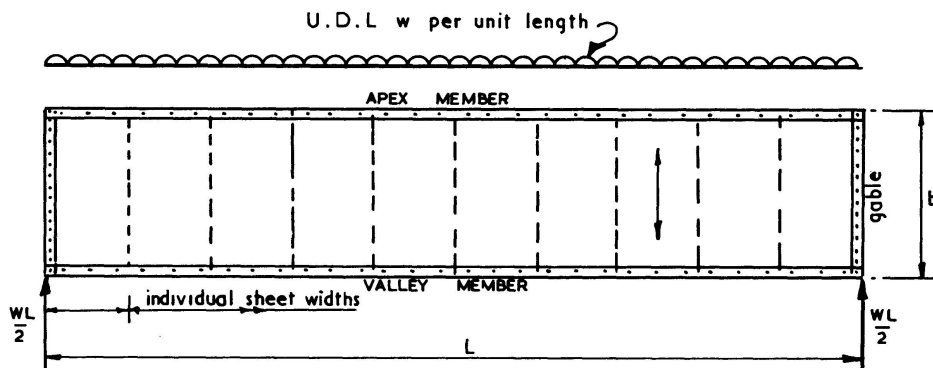 U.D.L w per unit length
APEX MEMBER
gable
VALLEY MEMBER
individual sheet widths
WL
2
WL
2
L